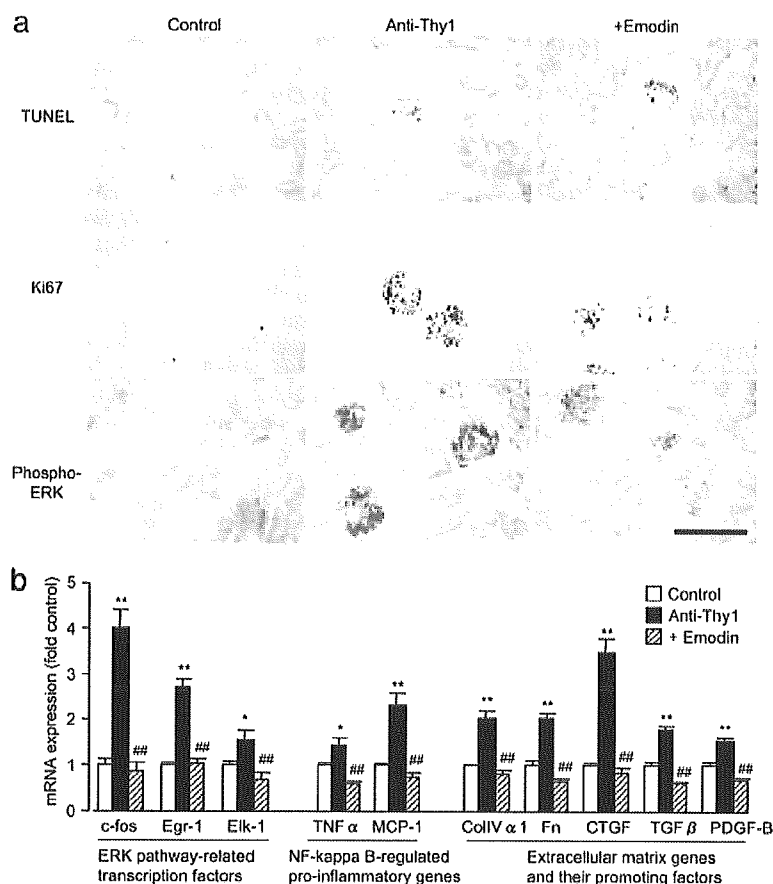 a
Control Anti-Thy1 +Emodin
TUNEL
Ki67
Phospho-
ERK
b
mRNA expression (fold control)
5
4
3
2
1
0
Control
Anti-Thy1
+ Emodin
** ** * * ** ** ** ** ** **
## ## ## ## ## ## ## ## ## ##
c-fos Egr-1 Elk-1 TNF α MCP-1 CollV α 1 Fn CTGF TGF β PDGF-B
ERK pathway-related
transcription factors
NF-kappa B-regulated
pro-inflammatory genes
Extracellular matrix genes
and their promoting factors